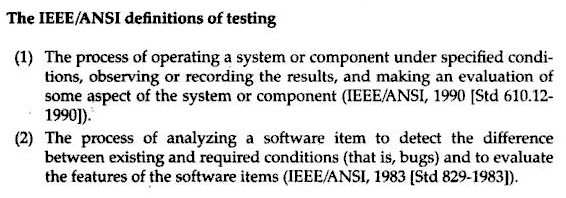 The IEEE/ANSI definitions of testing
(1) The process of operating a system or component under specified condi-
tions, observing or recording the results, and making an evaluation of
some aspect of the system or component (IEEE/ANSI, 1990 [Std 610.12-
1990]).
(2) The process of analyzing a software item to detect the difference
between existing and required conditions (that is, bugs) and to evaluate
the features of the software items (IEEE/ANSI, 1983 [Std 829-1983]).